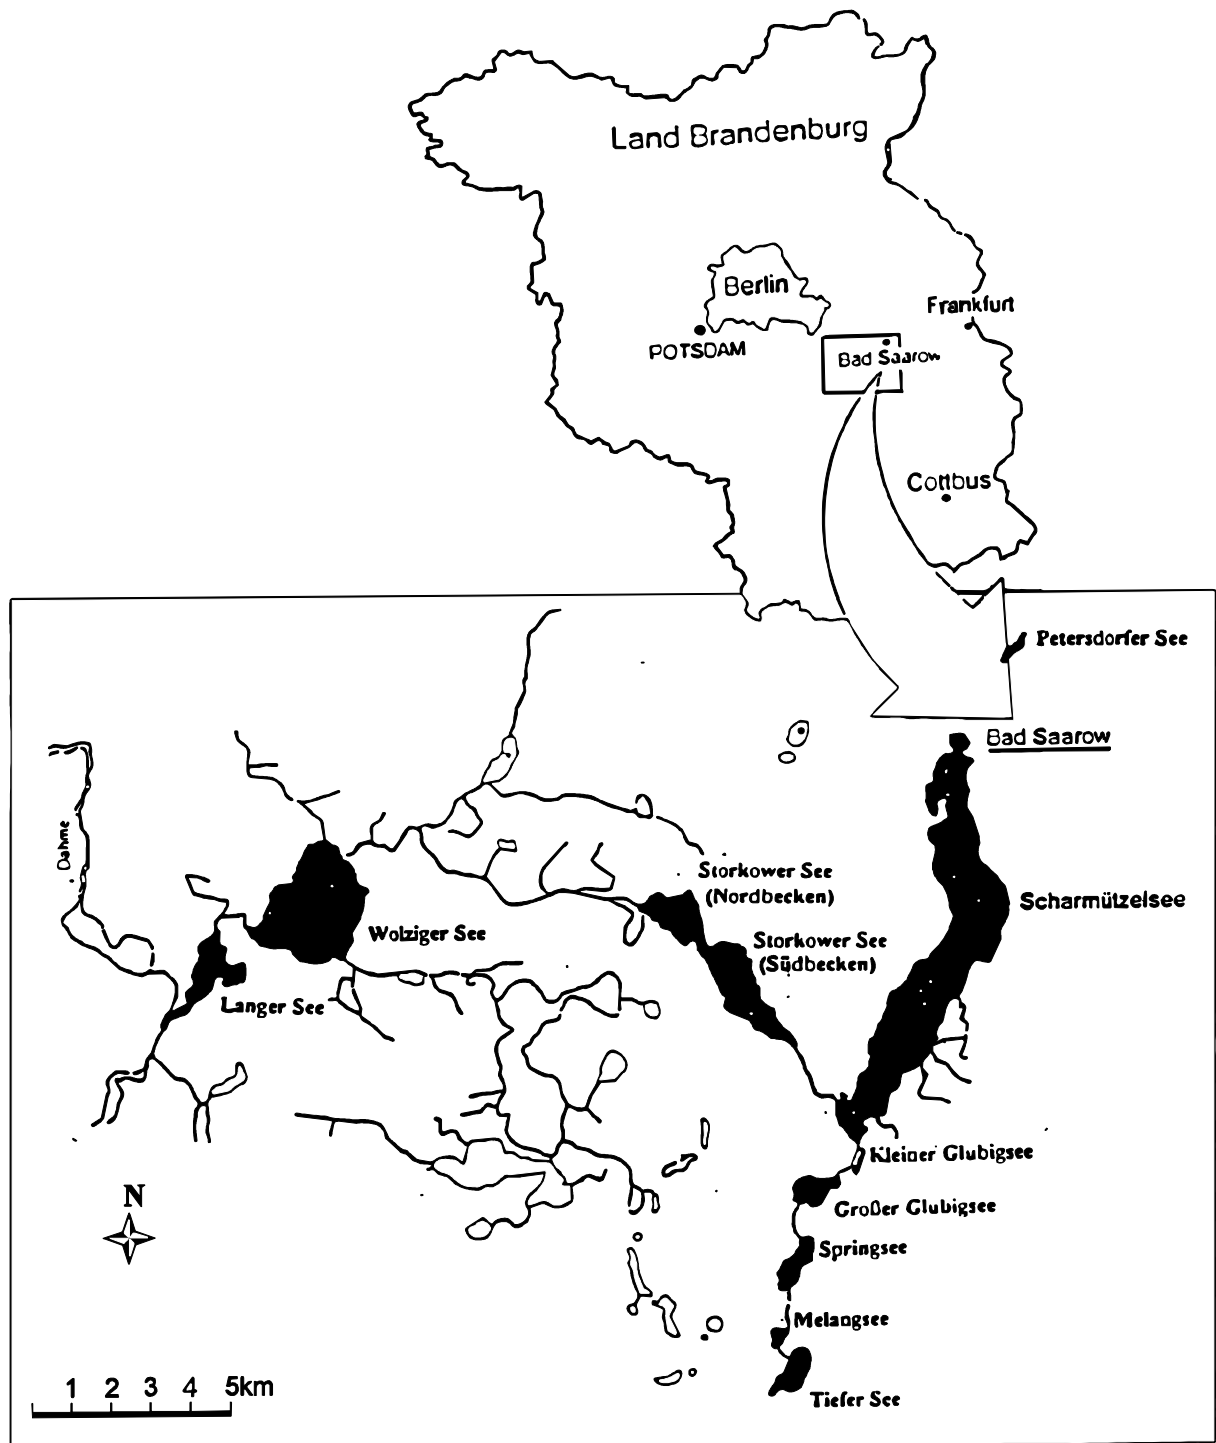 Land Brandenburg
Berlin
Frankfurt
POTSDAM
Bad Saarow
Cottbus
Petersdorfer See
Bad Saarow
Dahme
Storkower See
(Nordbecken)
Scharmützelsee
Wolziger See
Storkower See
(Südbecken)
Langer See
Kleiner Glubigsee
N
Großer Glubigsee
Springsee
Melangsee
1 2 3 4 5km
Tiefer See